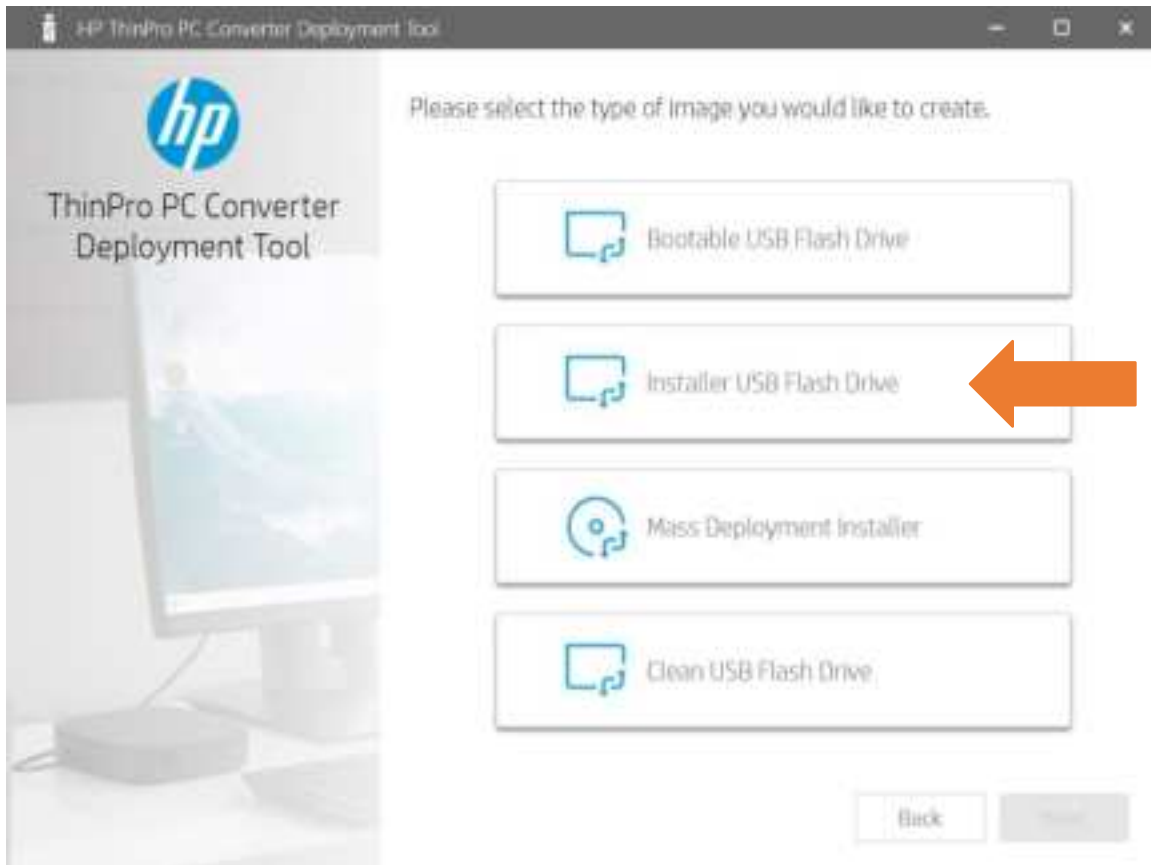 HP ThinPro PC Converter Deployment Tool
hp
ThinPro PC Converter
Deployment Tool
Please select the type of image you would like to create.
Bootable USB Flash Drive
Installer USB Flash Drive
Mass Deployment Installer
Clean USB Flash Drive
Back